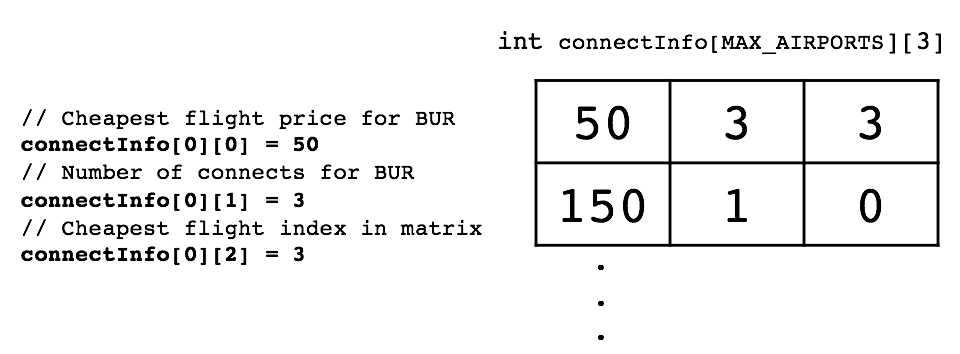 int connectInfo[MAX_AIRPORTS][3]
// Cheapest flight price for BUR
connectInfo[0][0] = 50
// Number of connects for BUR
connectInfo[0][1] = 3
// Cheapest flight index in matrix
connectInfo[0][2] = 3
50 3 3
150 1 0
.
.
.